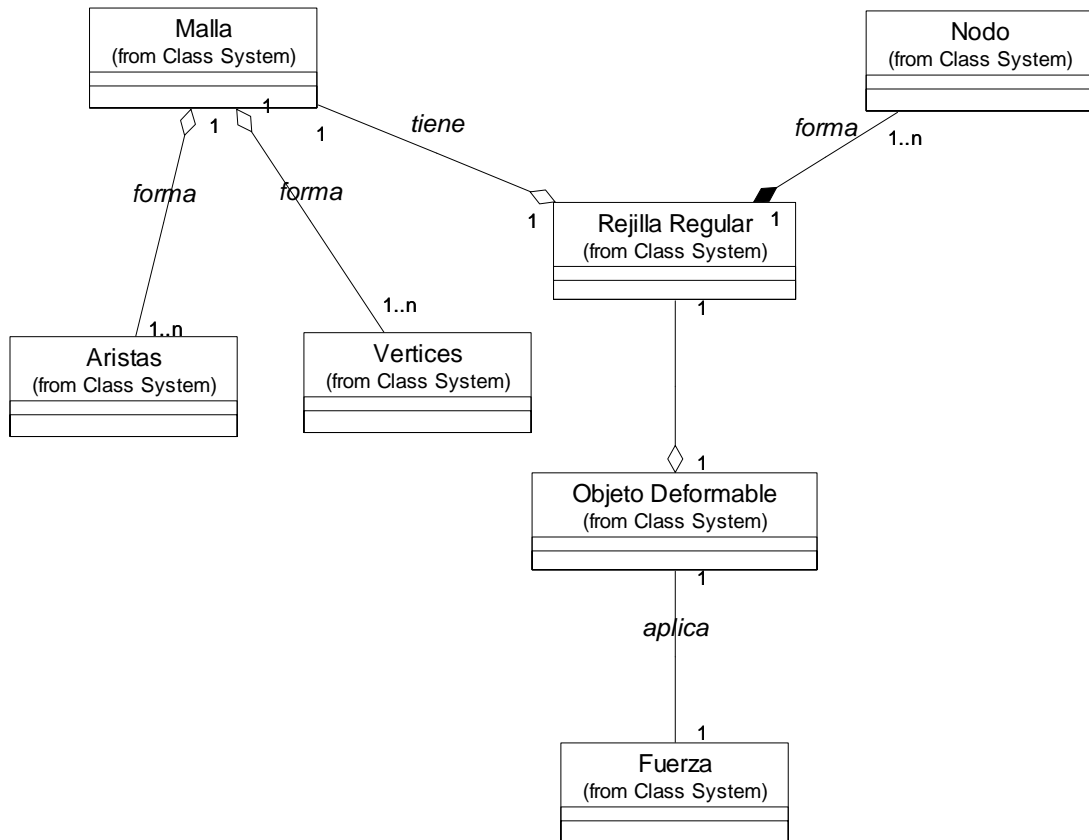 Malla
(from Class System)
Nodo
(from Class System)
1
1
1
tiene
forma
1..n
forma
forma
1
1
Rejilla Regular
(from Class System)
1..n
1..n
1
Aristas
(from Class System)
Vertices
(from Class System)
1
Objeto Deformable
(from Class System)
1
aplica
1
Fuerza
(from Class System)